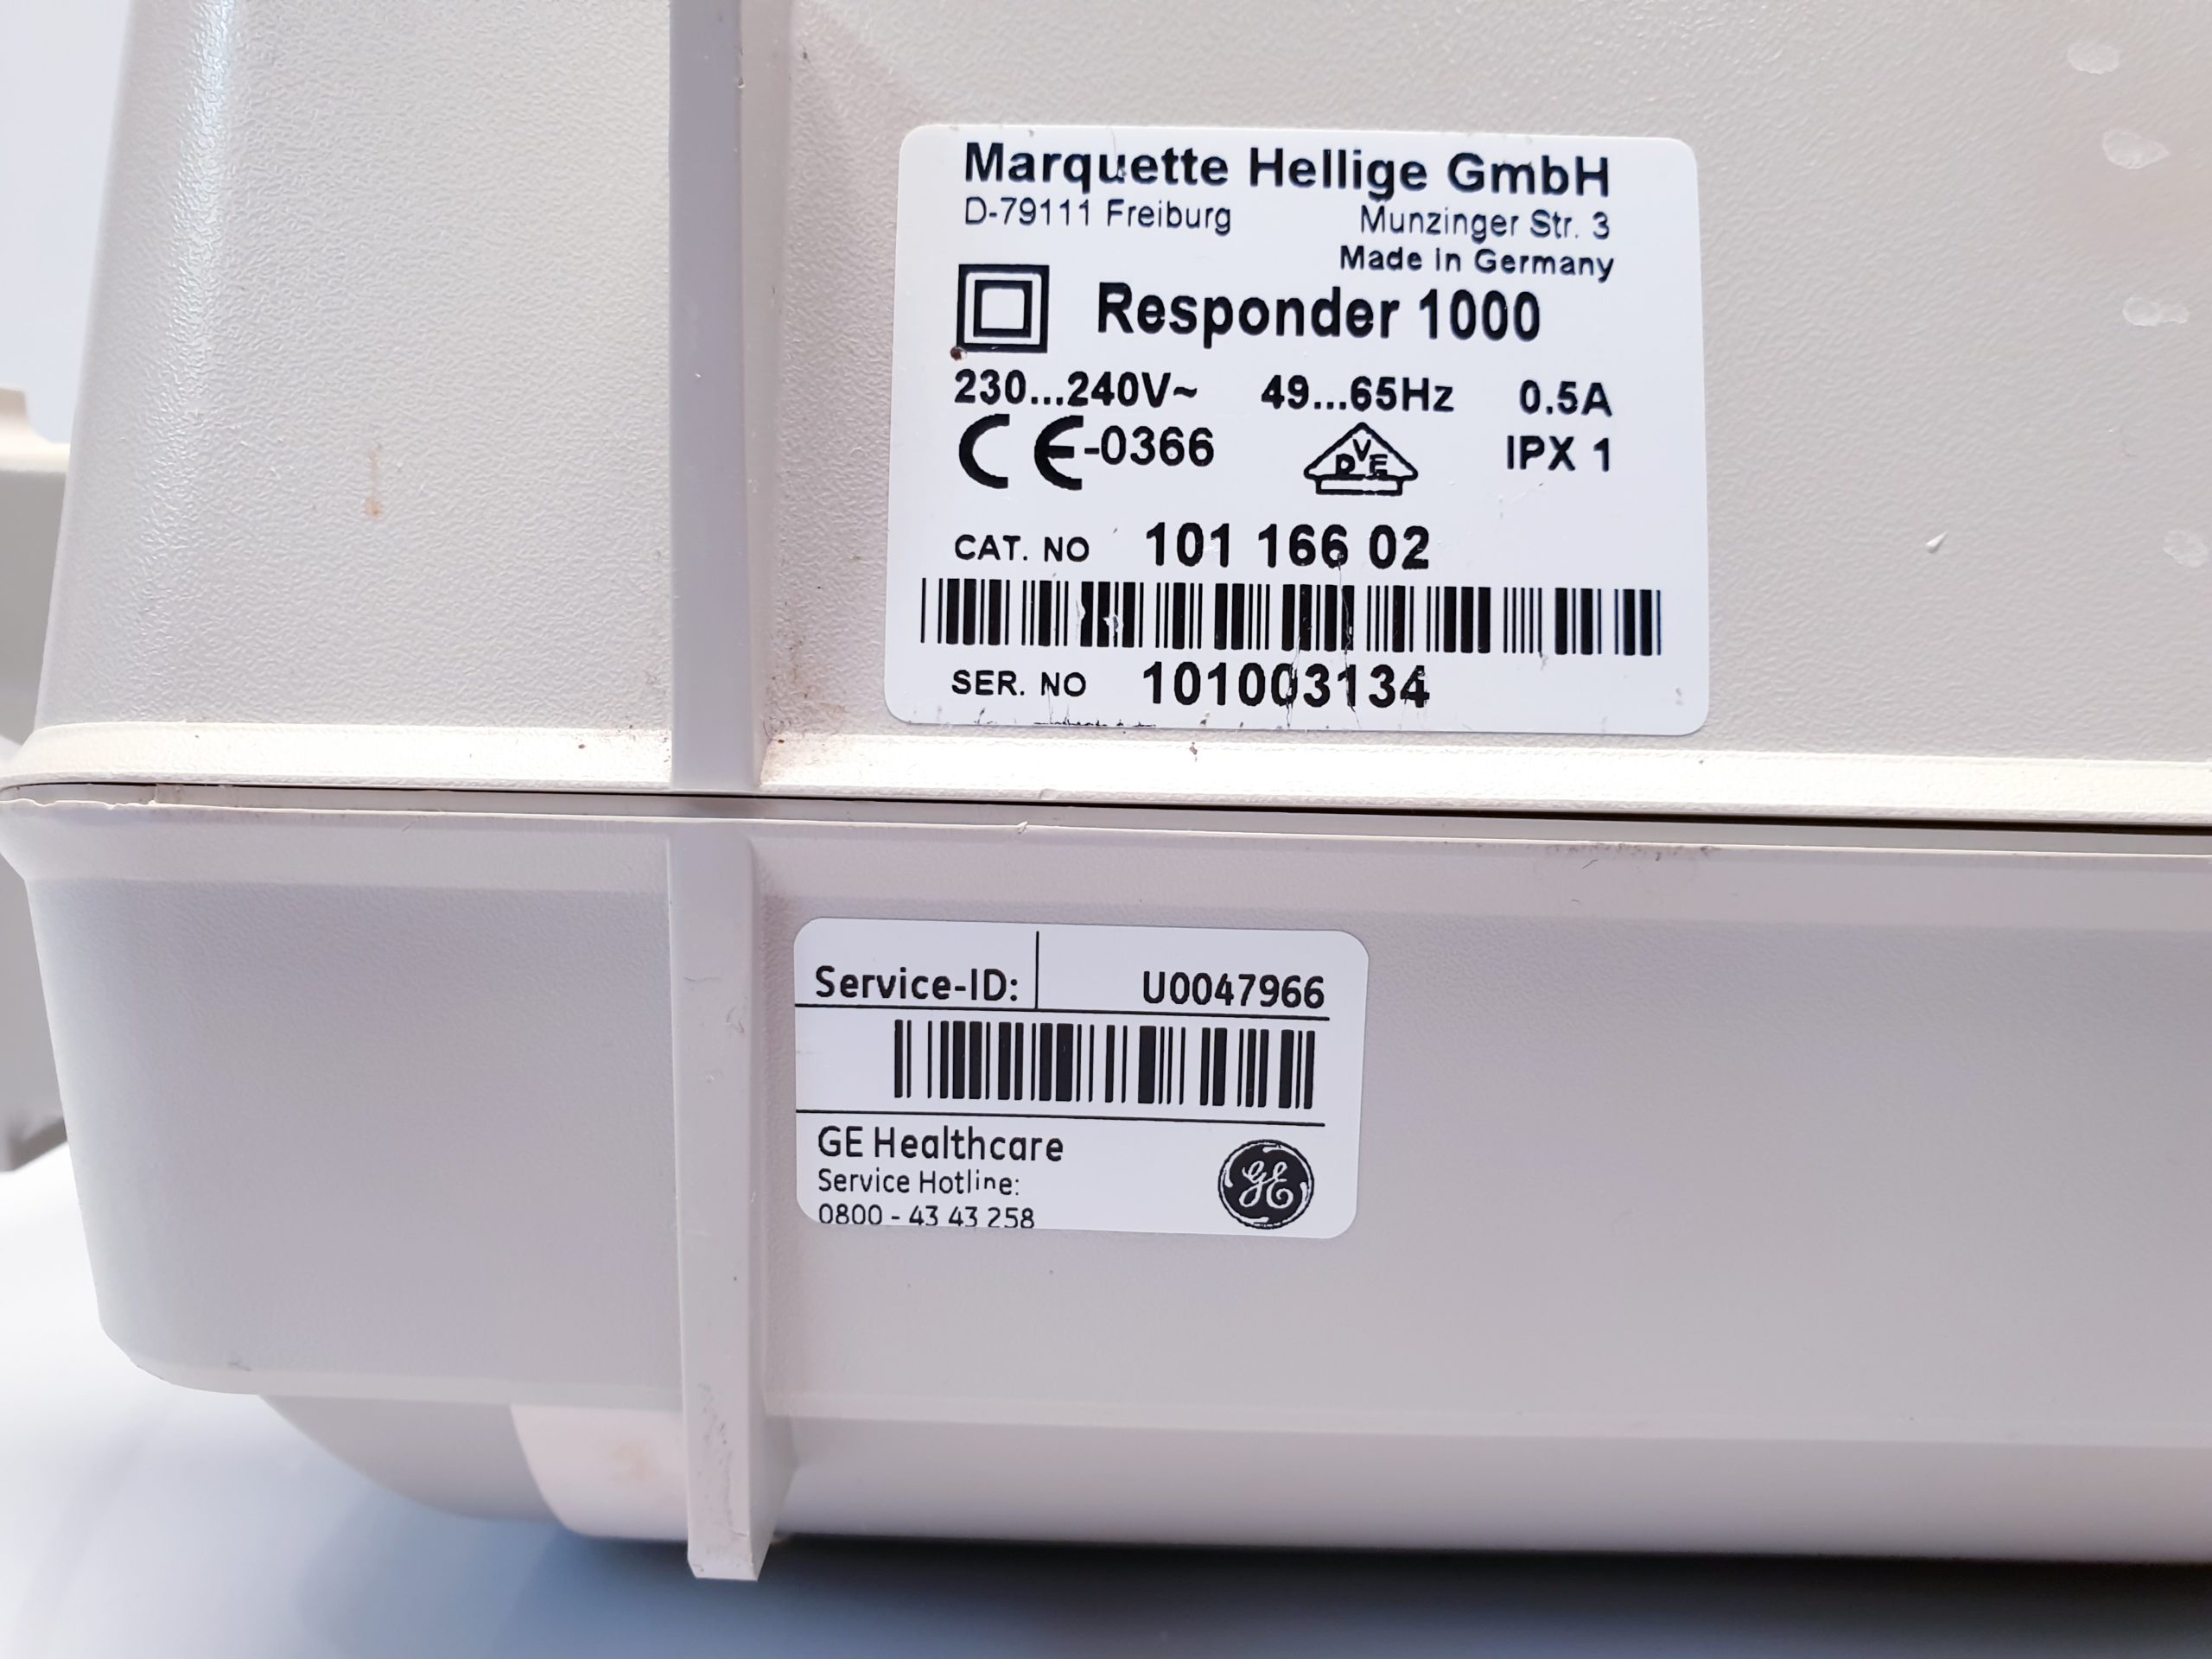 Marquette Hellige GmbH
D-79111 Freiburg Munzinger Str. 3
Made in Germany
Responder 1000
230...240V~ 49...65Hz 0.5A
CE-0366 DVE IPX 1
CAT. NO 101 166 02
SER. NO 101003134
Service-ID: U0047966
GE Healthcare
Service Hotline:
0800 - 43 43 258
GE